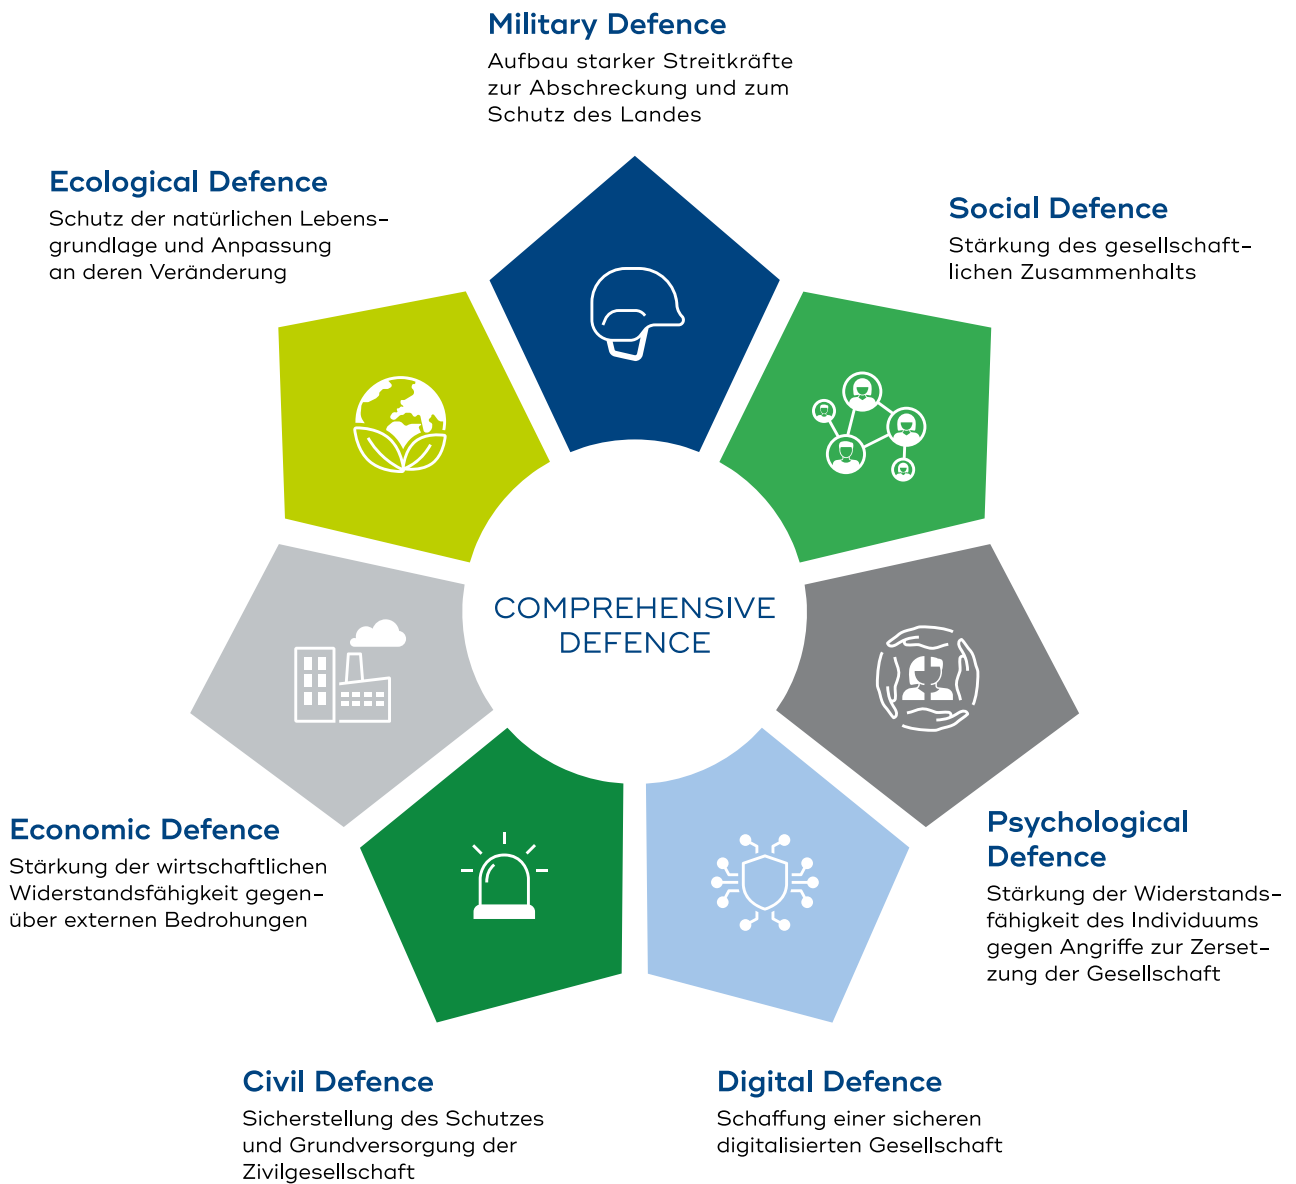 Military Defence
Aufbau starker Streitkräfte
zur Abschreckung und zum
Schutz des Landes
Ecological Defence
Schutz der natürlichen Lebens-
grundlage und Anpassung
an deren Veränderung
Social Defence
Stärkung des gesellschaft-
lichen Zusammenhalts
COMPREHENSIVE
DEFENCE
Economic Defence
Stärkung der wirtschaftlichen
Widerstandsfähigkeit gegen-
über externen Bedrohungen
Psychological
Defence
Stärkung der Widerstands-
fähigkeit des Individuums
gegen Angriffe zur Zerset-
zung der Gesellschaft
Civil Defence
Sicherstellung des Schutzes
und Grundversorgung der
Zivilgesellschaft
Digital Defence
Schaffung einer sicheren
digitalisierten Gesellschaft